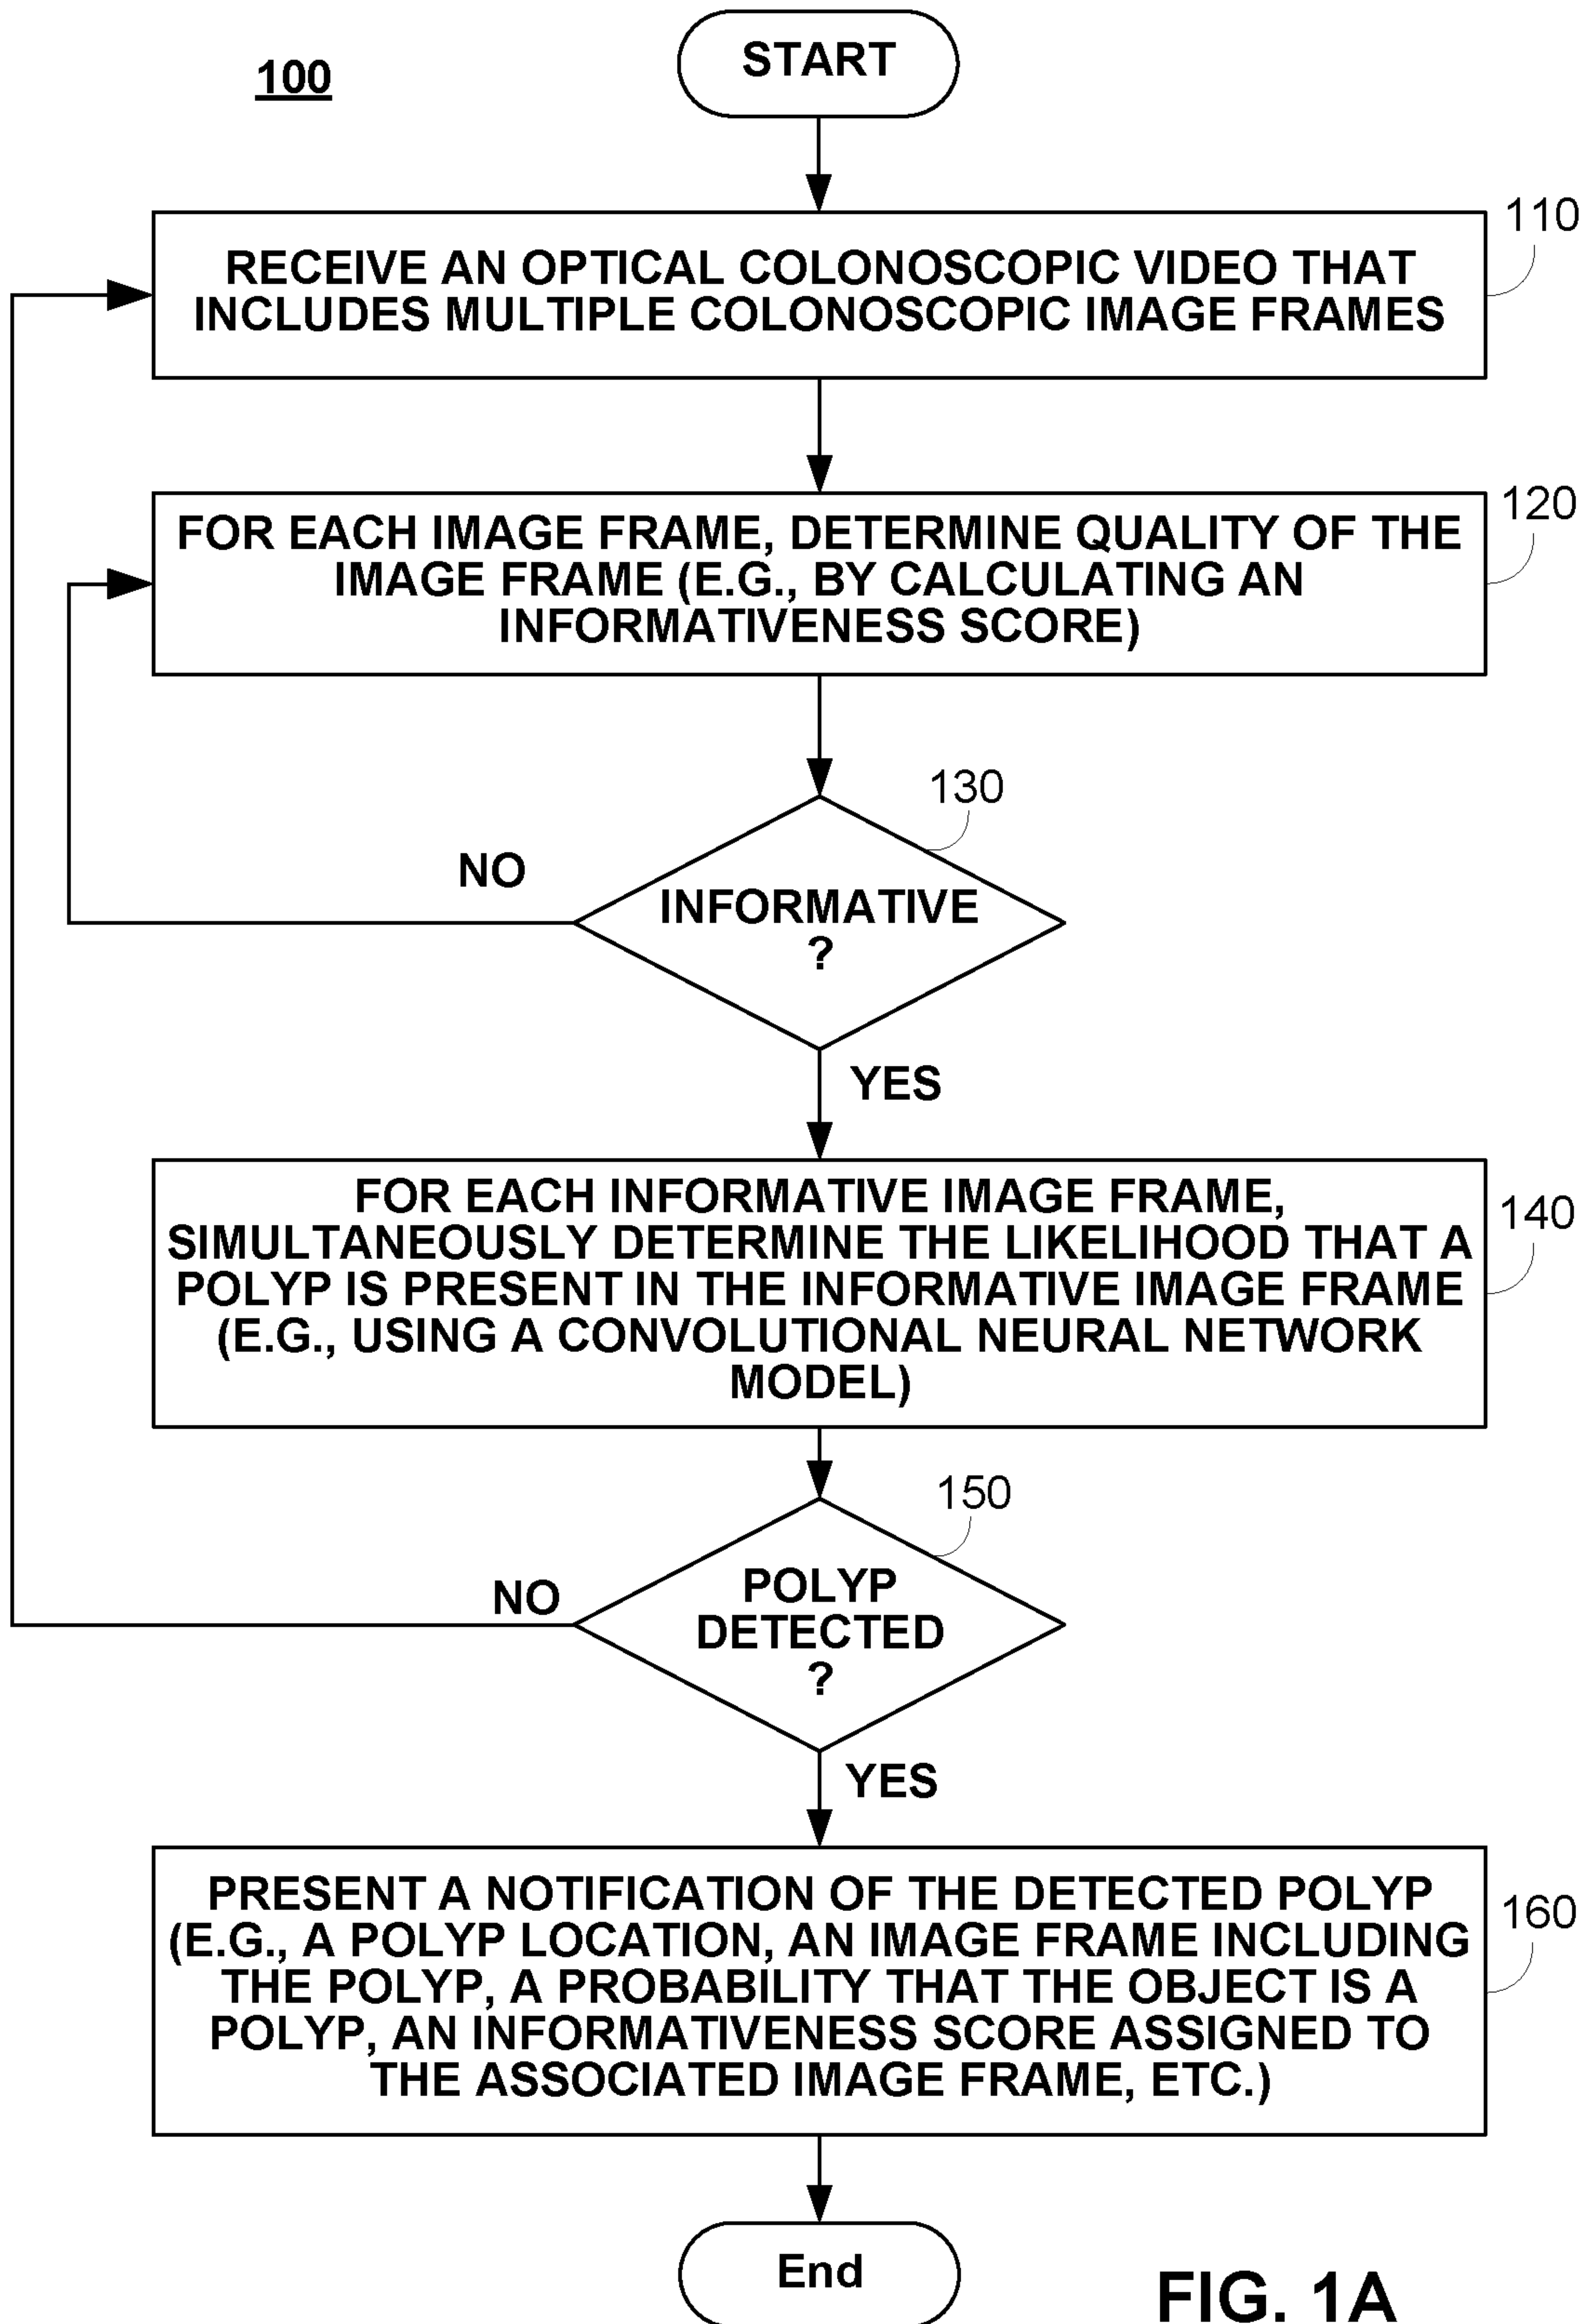 START
100
110
RECEIVE AN OPTICAL COLONOSCOPIC VIDEO THAT
INCLUDES MULTIPLE COLONOSCOPIC IMAGE FRAMES
120
FOR EACH IMAGE FRAME, DETERMINE QUALITY OF THE
IMAGE FRAME (E.G., BY CALCULATING AN
INFORMATIVENESS SCORE)
130
NO
INFORMATIVE
?
YES
FOR EACH INFORMATIVE IMAGE FRAME,
140
SIMULTANEOUSLY DETERMINE THE LIKELIHOOD THAT A
POLYP IS PRESENT IN THE INFORMATIVE IMAGE FRAME
(E.G., USING A CONVOLUTIONAL NEURAL NETWORK
MODEL)
150
NO
POLYP
DETECTED
?
YES
PRESENT A NOTIFICATION OF THE DETECTED POLYP
160
(E.G., A POLYP LOCATION, AN IMAGE FRAME INCLUDING
THE POLYP, A PROBABILITY THAT THE OBJECT IS A
POLYP, AN INFORMATIVENESS SCORE ASSIGNED TO
THE ASSOCIATED IMAGE FRAME, ETC.)
End
FIG. 1A